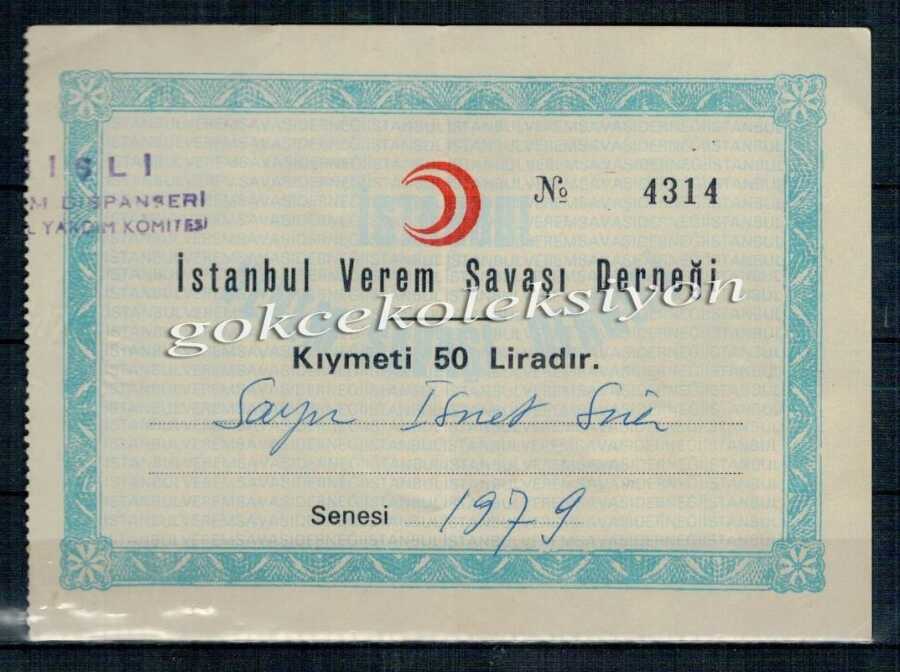 İŞLİ
M DİSPANSERİ
L YARDIM KOMİTESİ
№ 4314
İstanbul Verem Savaşı Derneği
gokcekoleksiyon
Kıymeti 50 Liradır.
Sayın İsmet
Senesi 1979